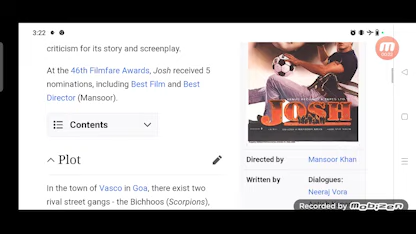 3:22
criticism for its story and screenplay.
At the 46th Filmfare Awards, Josh received 5
nominations, including Best Film and Best
Director (Mansoor).
Contents
Plot
In the town of Vasco in Goa, there exist two
rival street gangs - the Bichhoos (Scorpions),
JOSH
Directed by Mansoor Khan
Written by Dialogues:
Neeraj Vora
Recorded by mobizen